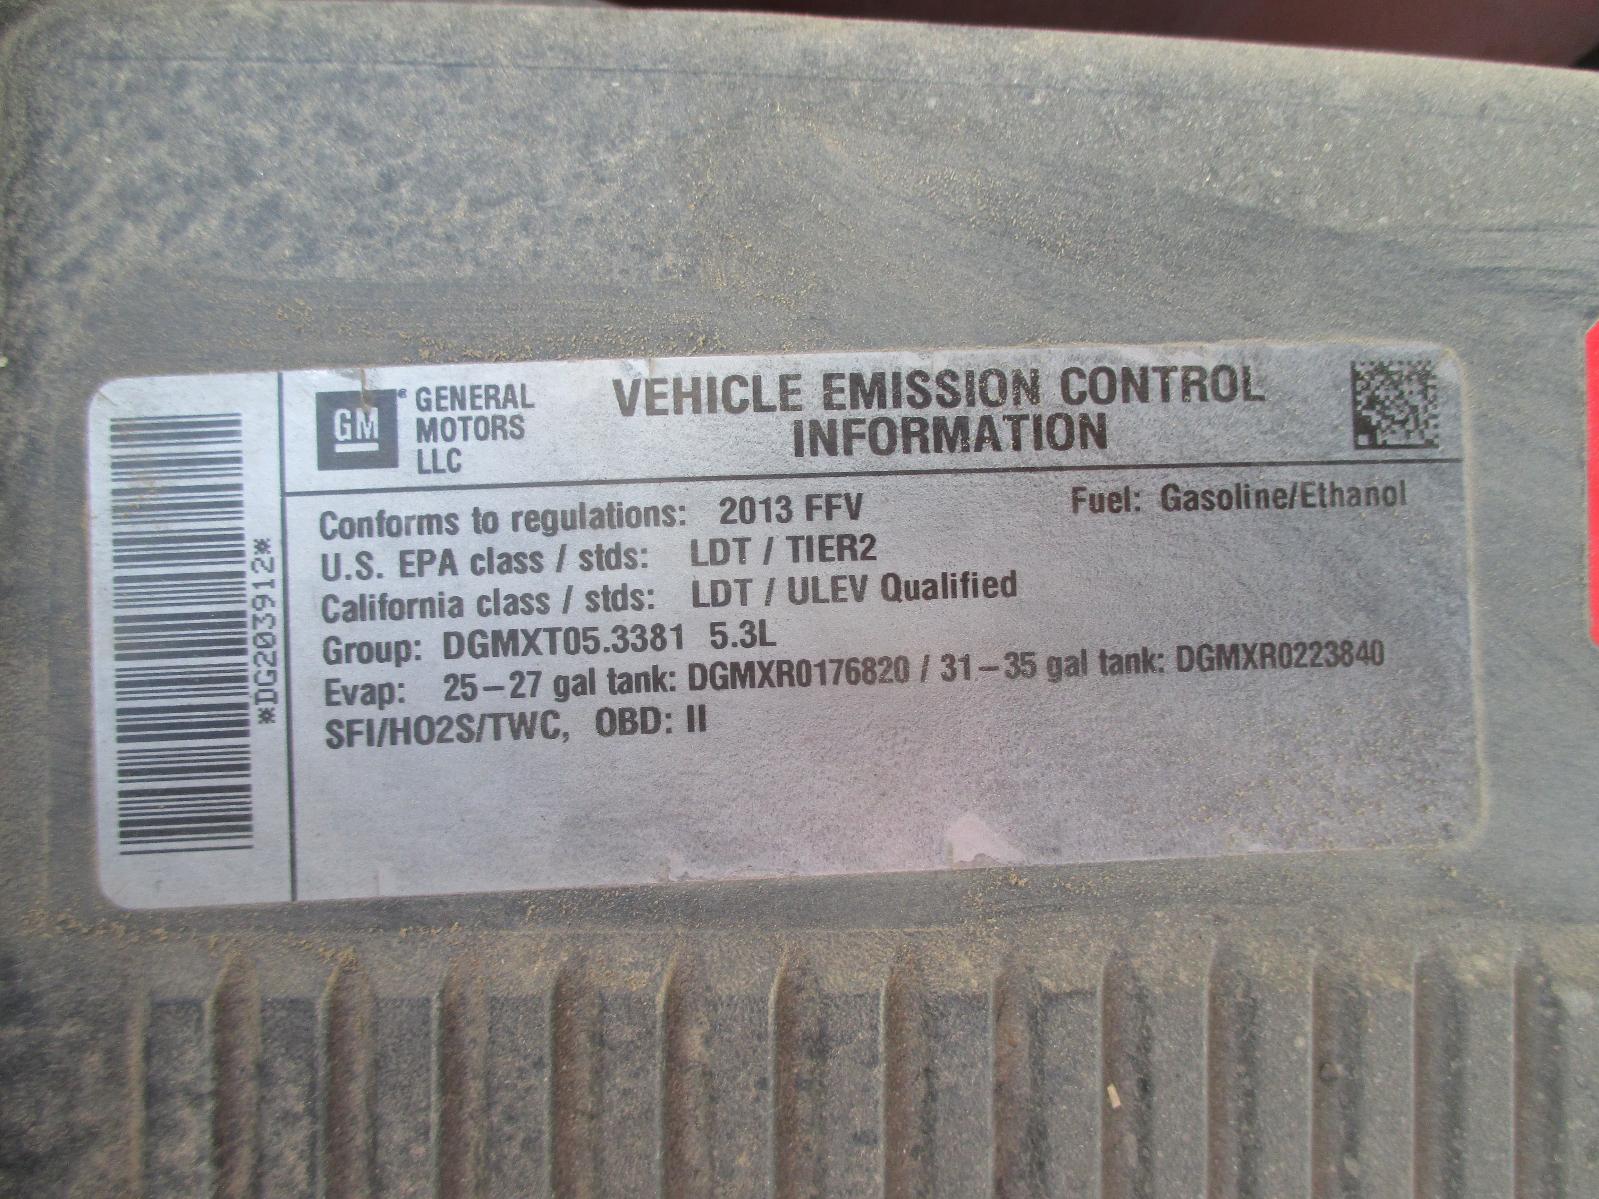 *DG203912*
GM
GENERAL
MOTORS
LLC
VEHICLE EMISSION CONTROL
INFORMATION
Conforms to regulations: 2013 FFV
Fuel: Gasoline/Ethanol
U.S. EPA class / stds: LDT / TIER2
California class / stds: LDT / ULEV Qualified
Group: DGMXT05.3381 5.3L
Evap: 25-27 gal tank: DGMXR0176820 / 31-35 gal tank: DGMXR0223840
SFI/HO2S/TWC, OBD: II